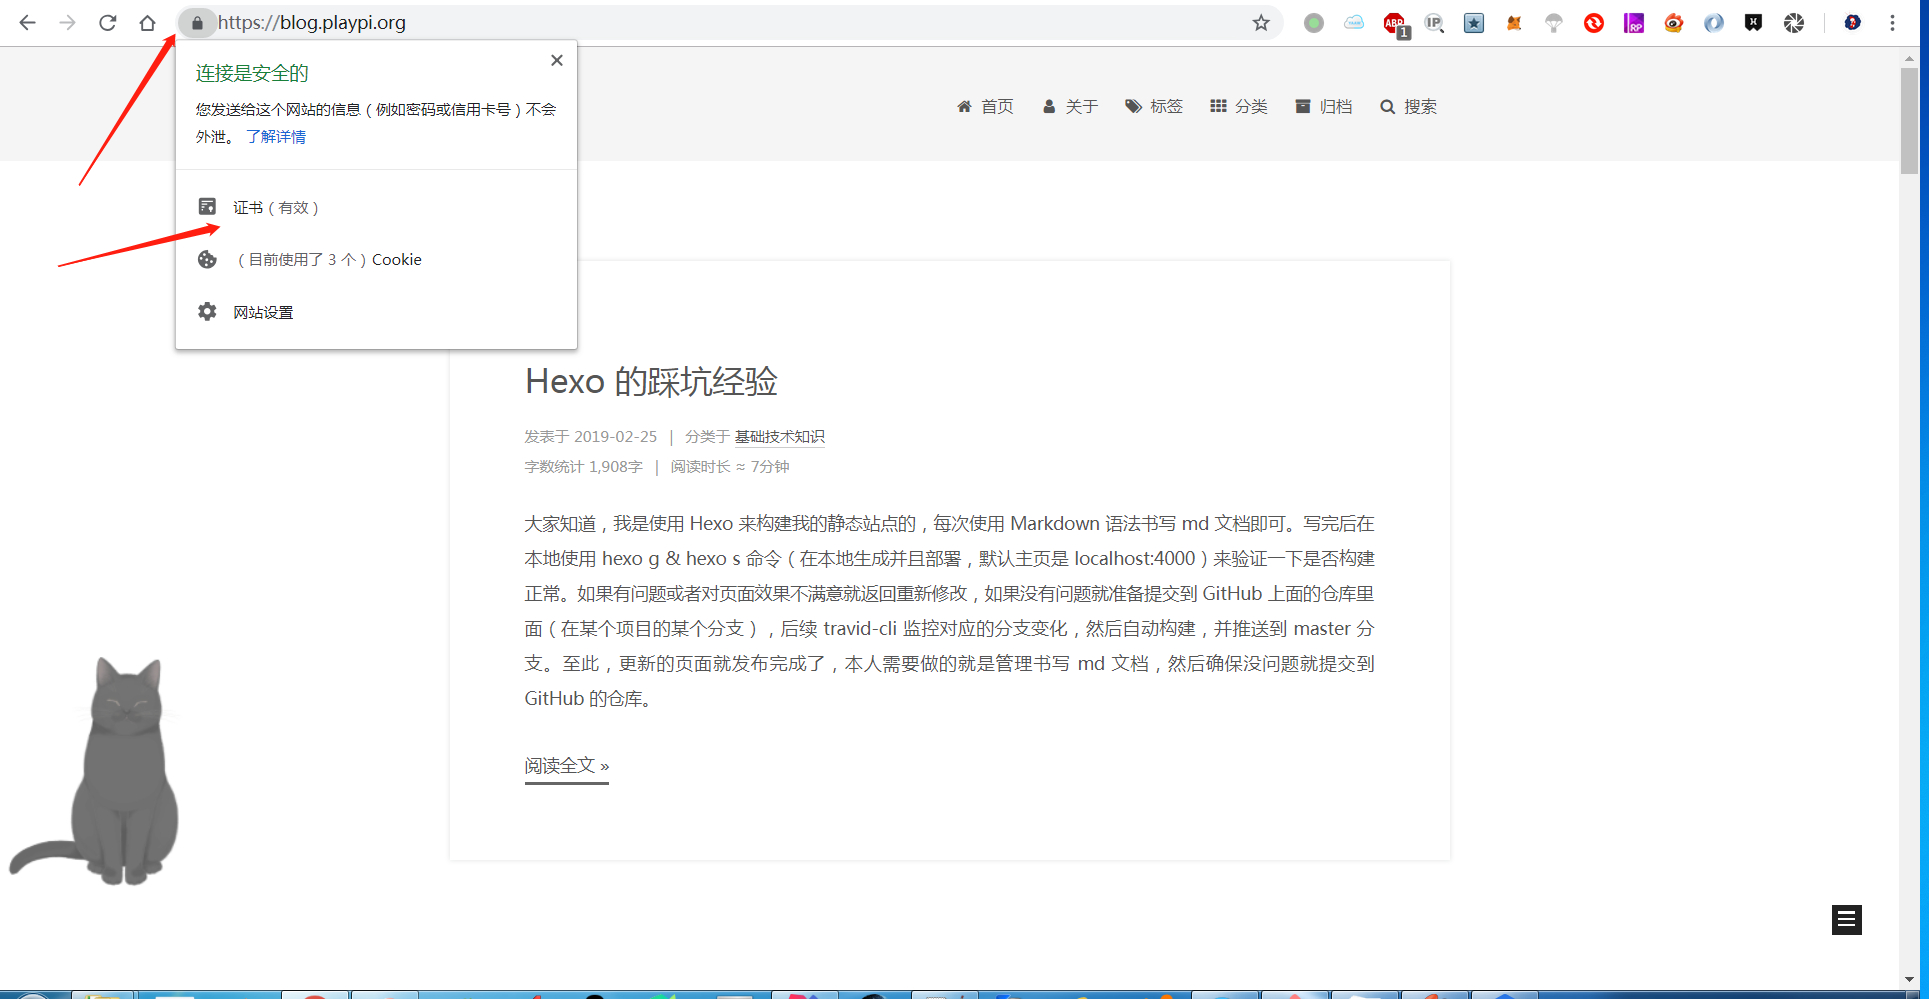 https://blog.playpi.org
ABP
1
IP
RP
连接是安全的
您发送给这个网站的信息（例如密码或信用卡号）不会
外泄。 了解详情
证书（有效）
（目前使用了 3 个）Cookie
网站设置
首页 关于 标签 分类 归档 搜索
Hexo 的踩坑经验
发表于 2019-02-25 | 分类于 基础技术知识
字数统计 1,908字 | 阅读时长 ≈ 7分钟
大家知道，我是使用 Hexo 来构建我的静态站点的，每次使用 Markdown 语法书写 md 文档即可。写完后在
本地使用 hexo g & hexo s 命令（在本地生成并且部署，默认主页是 localhost:4000）来验证一下是否构建
正常。如果有问题或者对页面效果不满意就返回重新修改，如果没有问题就准备提交到 GitHub 上面的仓库里
面（在某个项目的某个分支），后续 travid-cli 监控对应的分支变化，然后自动构建，并推送到 master 分
支。至此，更新的页面就发布完成了，本人需要做的就是管理书写 md 文档，然后确保没问题就提交到
GitHub 的仓库。
阅读全文 »